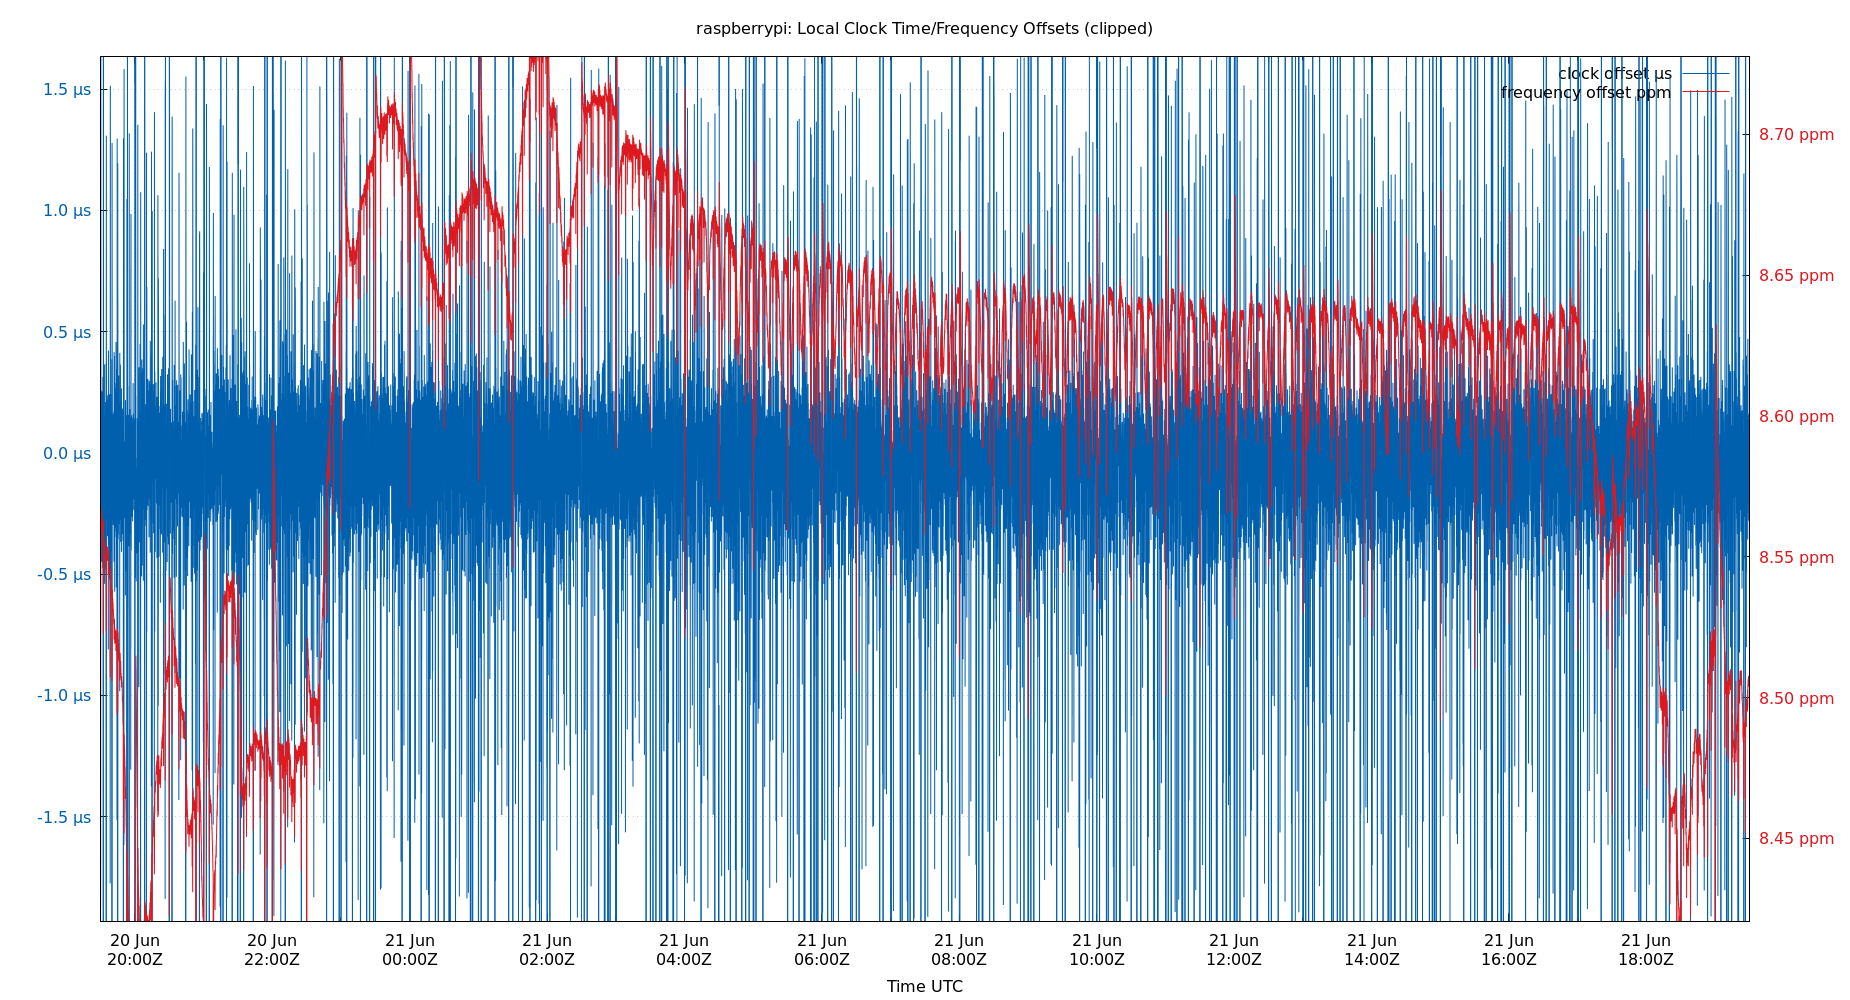 raspberrypi: Local Clock Time/Frequency Offsets (clipped)
clock offset µs
frequency offset ppm
1.5 µs
1.0 µs
0.5 µs
0.0 µs
-0.5 µs
-1.0 µs
-1.5 µs
8.70 ppm
8.65 ppm
8.60 ppm
8.55 ppm
8.50 ppm
8.45 ppm
20 Jun 20 Jun 21 Jun 21 Jun 21 Jun 21 Jun 21 Jun 21 Jun 21 Jun 21 Jun 21 Jun 21 Jun
20:00Z 22:00Z 00:00Z 02:00Z 04:00Z 06:00Z 08:00Z 10:00Z 12:00Z 14:00Z 16:00Z 18:00Z
Time UTC